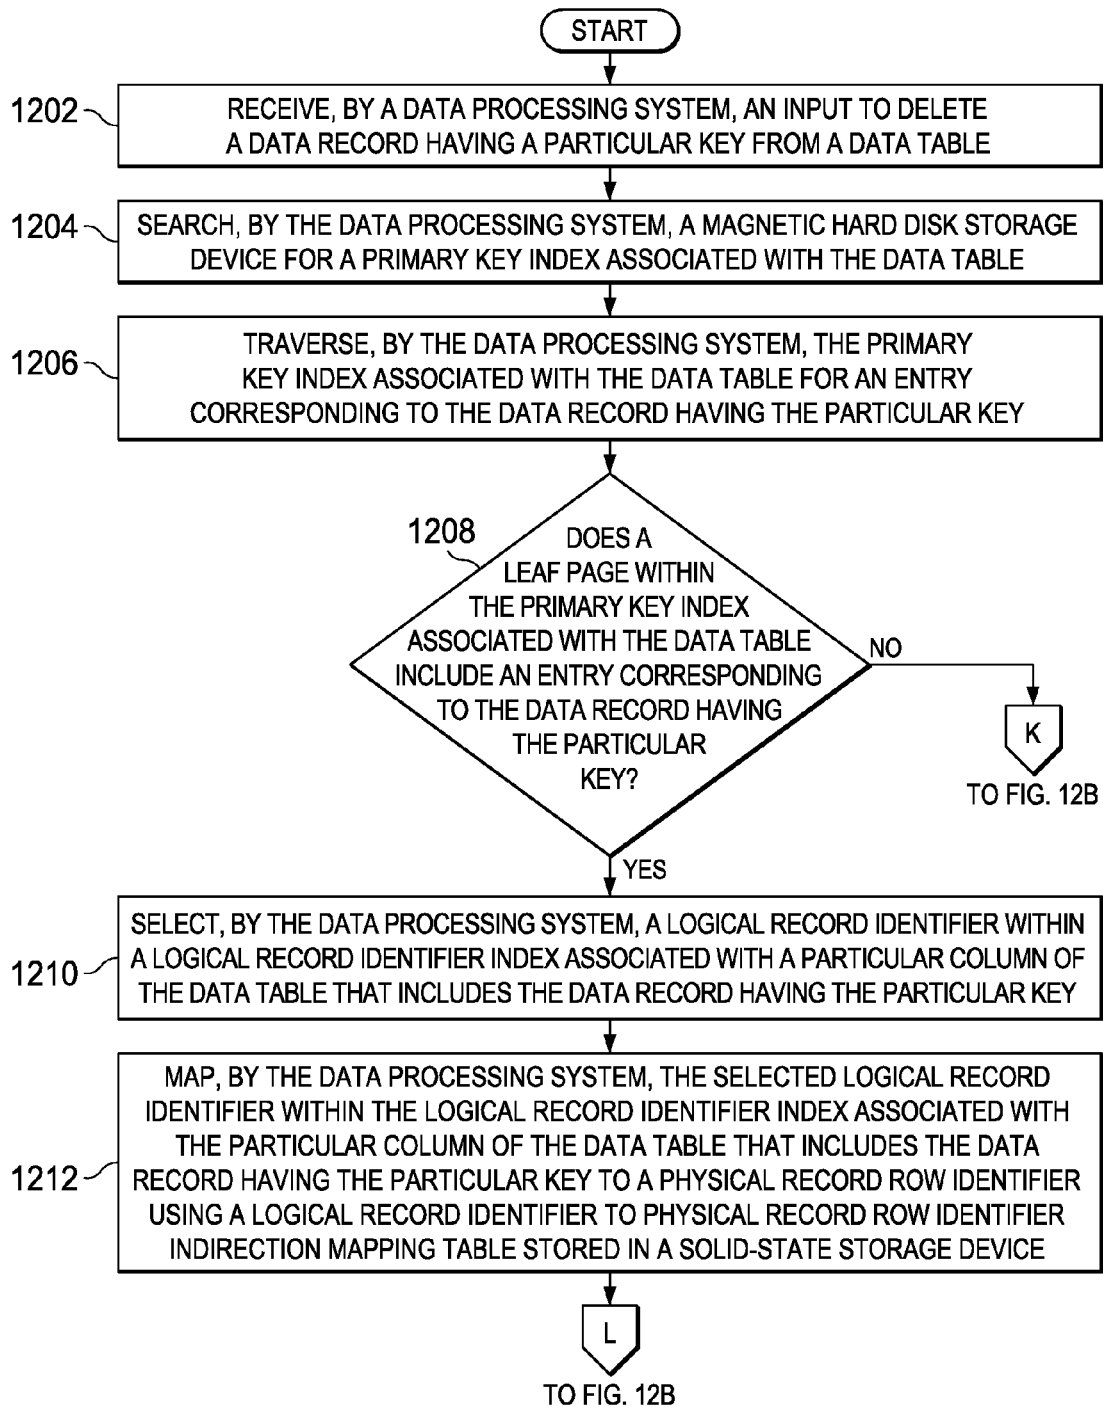 START
1202
RECEIVE, BY A DATA PROCESSING SYSTEM, AN INPUT TO DELETE
A DATA RECORD HAVING A PARTICULAR KEY FROM A DATA TABLE
1204
SEARCH, BY THE DATA PROCESSING SYSTEM, A MAGNETIC HARD DISK STORAGE
DEVICE FOR A PRIMARY KEY INDEX ASSOCIATED WITH THE DATA TABLE
1206
TRAVERSE, BY THE DATA PROCESSING SYSTEM, THE PRIMARY
KEY INDEX ASSOCIATED WITH THE DATA TABLE FOR AN ENTRY
CORRESPONDING TO THE DATA RECORD HAVING THE PARTICULAR KEY
1208
DOES A
LEAF PAGE WITHIN
THE PRIMARY KEY INDEX
ASSOCIATED WITH THE DATA TABLE
INCLUDE AN ENTRY CORRESPONDING
TO THE DATA RECORD HAVING
THE PARTICULAR
KEY?
NO
K
TO FIG. 12B
YES
1210
SELECT, BY THE DATA PROCESSING SYSTEM, A LOGICAL RECORD IDENTIFIER WITHIN
A LOGICAL RECORD IDENTIFIER INDEX ASSOCIATED WITH A PARTICULAR COLUMN OF
THE DATA TABLE THAT INCLUDES THE DATA RECORD HAVING THE PARTICULAR KEY
1212
MAP, BY THE DATA PROCESSING SYSTEM, THE SELECTED LOGICAL RECORD
IDENTIFIER WITHIN THE LOGICAL RECORD IDENTIFIER INDEX ASSOCIATED WITH
THE PARTICULAR COLUMN OF THE DATA TABLE THAT INCLUDES THE DATA
RECORD HAVING THE PARTICULAR KEY TO A PHYSICAL RECORD ROW IDENTIFIER
USING A LOGICAL RECORD IDENTIFIER TO PHYSICAL RECORD ROW IDENTIFIER
INDIRECTION MAPPING TABLE STORED IN A SOLID-STATE STORAGE DEVICE
L
TO FIG. 12B